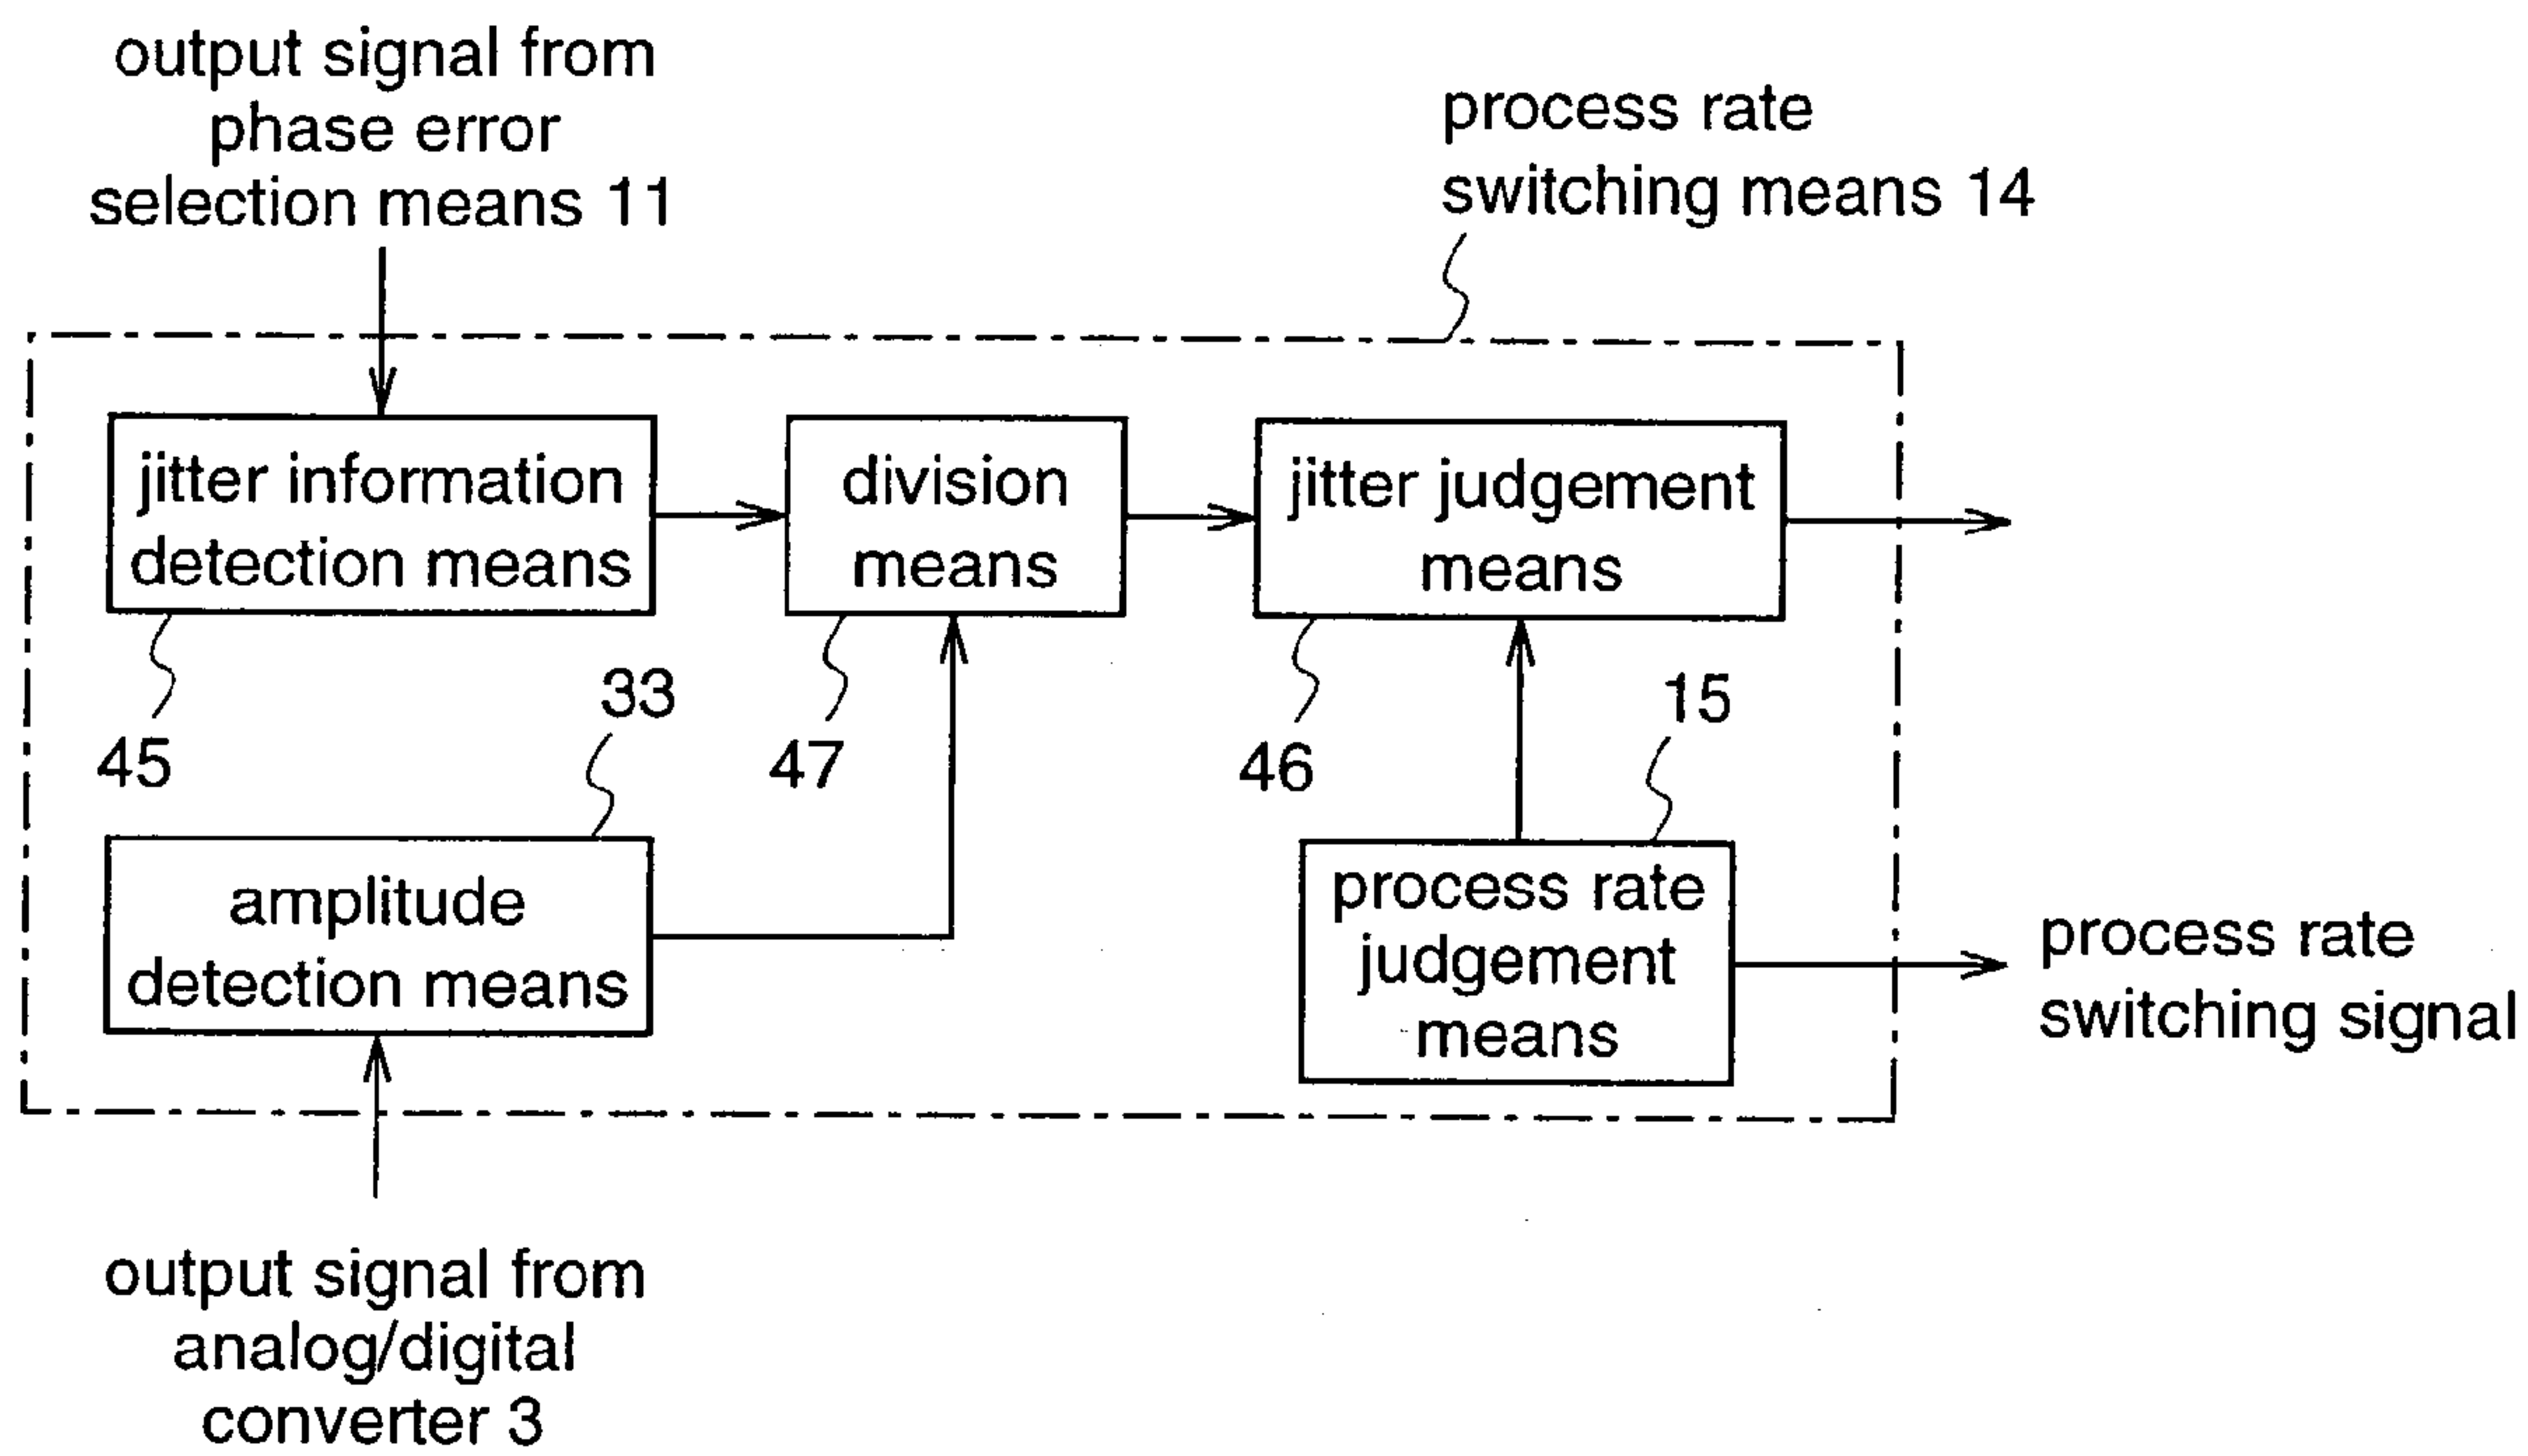 output signal from
phase error
selection means 11
process rate
switching means 14
jitter information
detection means
division
means
jitter judgement
means
45
33
47
46
15
amplitude
detection means
process rate
judgement
means
process rate
switching signal
output signal from
analog/digital
converter 3